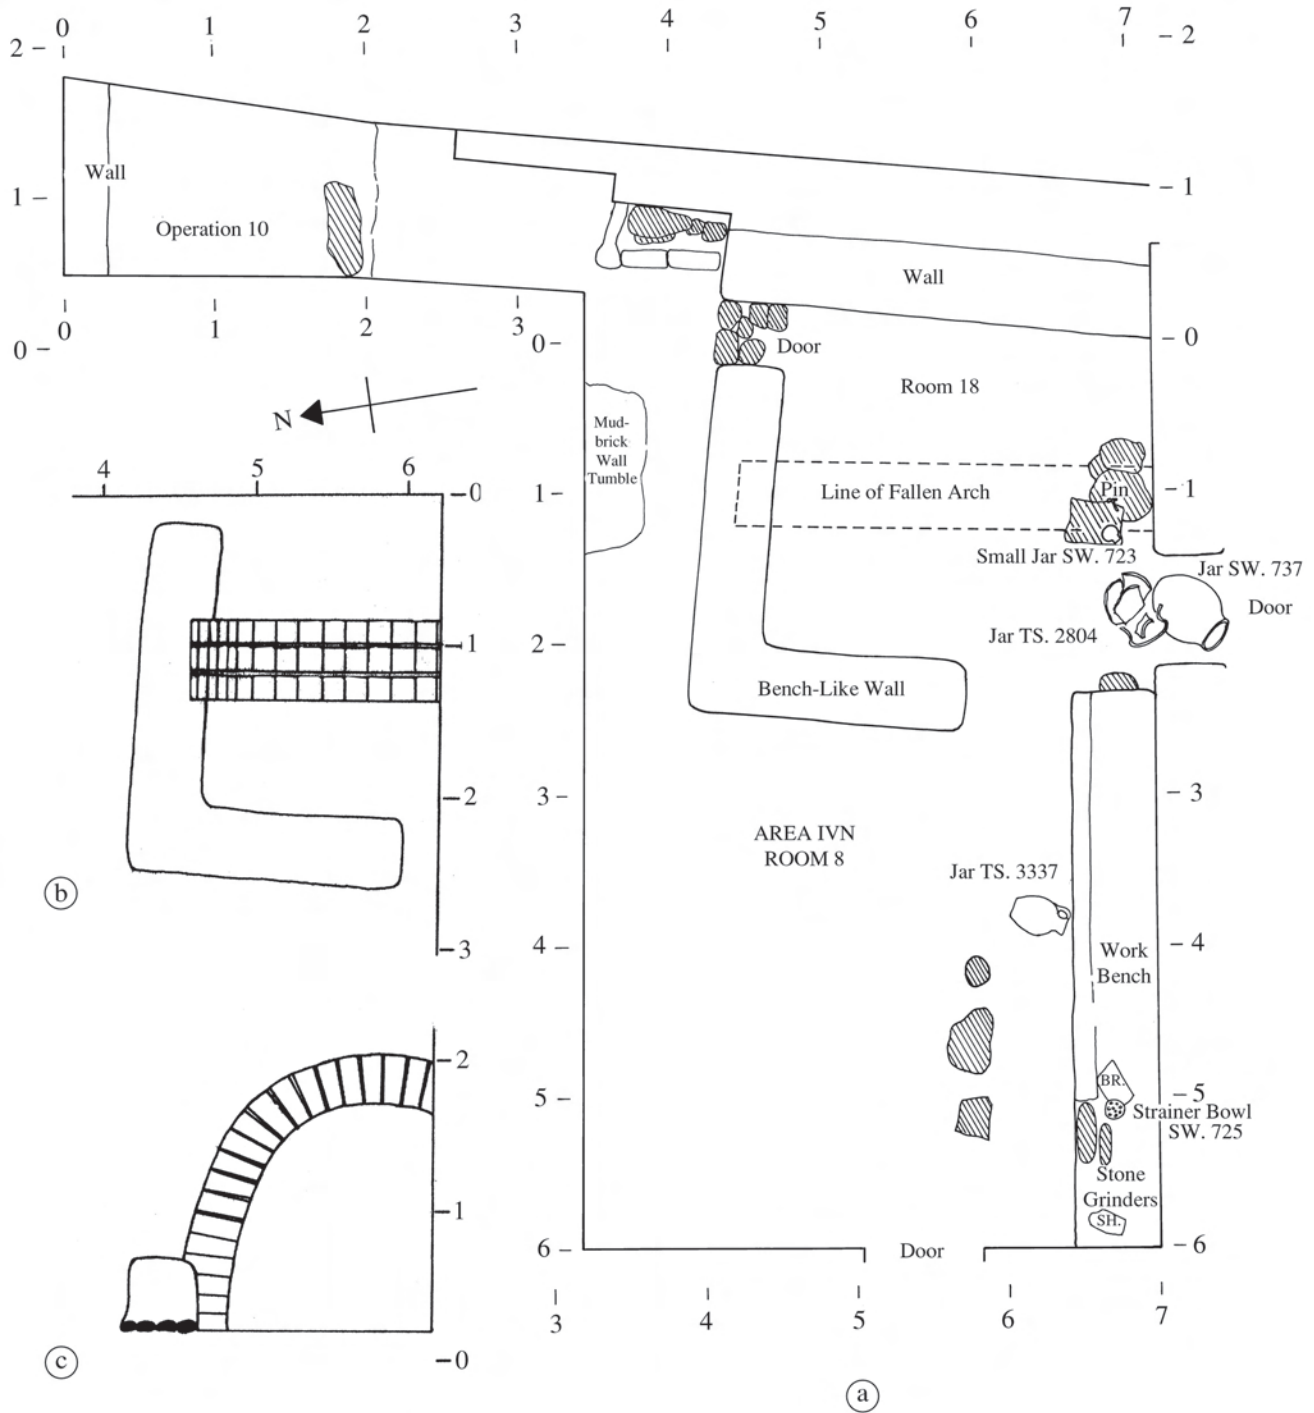 0 1 2 3 4 5 6 7
2 – – 2
Wall
1 – – 1
Operation 10
Wall
0 1 2 3
0 – 0– – 0
Door
Room 18
N
Mud-
brick
Wall
Tumble
4 5 6
–0
1– – 1
Line of Fallen Arch
Pin
Small Jar SW. 723
Jar SW. 737
Door
Jar TS. 2804
1
2 –
Bench-Like Wall
–2
3– – 3
AREA IVN
ROOM 8
Jar TS. 3337
b
–3
4 – – 4
Work
Bench
–2
BR.
5 – –5
Strainer Bowl
SW. 725
Stone
Grinders
SH.
–1
6 – – 6
Door
3 4 5 6 7
–0
c
a